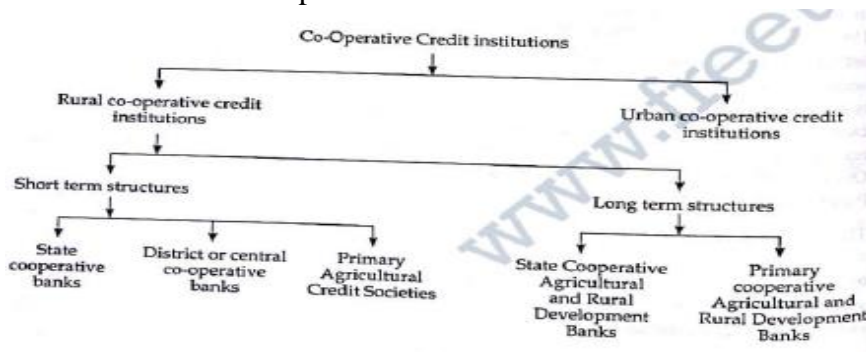 Co-Operative Credit institutions
Rural co-operative credit
institutions
Urban co-operative credit
institutions
Short term structures
Long term structures
State
cooperative
banks
District or central
co-operative
banks
Primary
Agricultural
Credit Societies
State Cooperative
Agricultural
and Rural
Development
Banks
Primary
cooperative
Agricultural and
Rural Development
Banks
www.freet